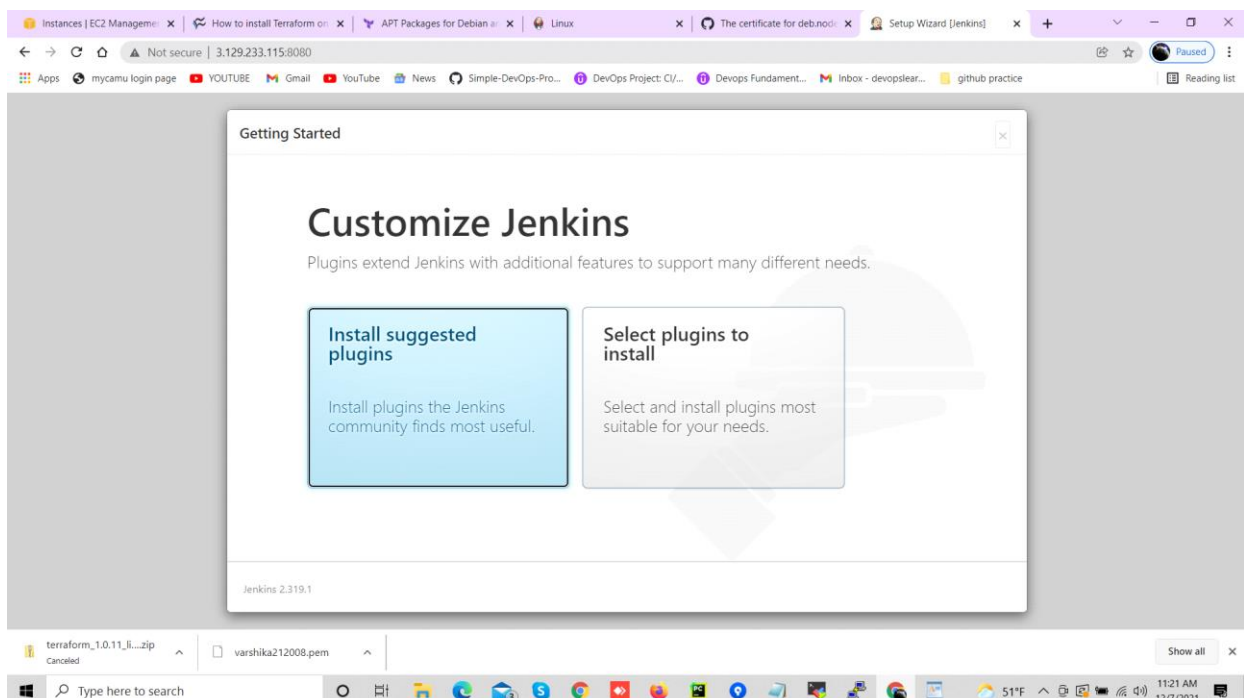 Instances | EC2 Managemen
How to install Terraform on
APT Packages for Debian an
Linux
The certificate for deb.node
Setup Wizard [Jenkins]
Not secure | 3.129.233.115:8080
Paused
Apps
mycamu login page
YOUTUBE
Gmail
YouTube
News
Simple-DevOps-Pro...
DevOps Project: CI/...
Devops Fundament...
Inbox - devopslear...
github practice
Reading list
Getting Started
Customize Jenkins
Plugins extend Jenkins with additional features to support many different needs.
Install suggested
plugins
Install plugins the Jenkins
community finds most useful.
Select plugins to
install
Select and install plugins most
suitable for your needs.
Jenkins 2.319.1
terraform_1.0.11_li....zip
Canceled
varshika212008.pem
Show all
Type here to search
51°F
11:21 AM
12/7/2021